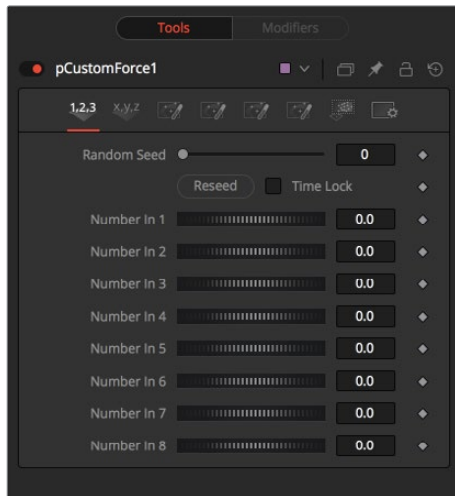 Tools Modifiers
pCustomForce1
1,2,3 x,y,z
Random Seed 0
Reseed Time Lock
Number In 1 0.0
Number In 2 0.0
Number In 3 0.0
Number In 4 0.0
Number In 5 0.0
Number In 6 0.0
Number In 7 0.0
Number In 8 0.0